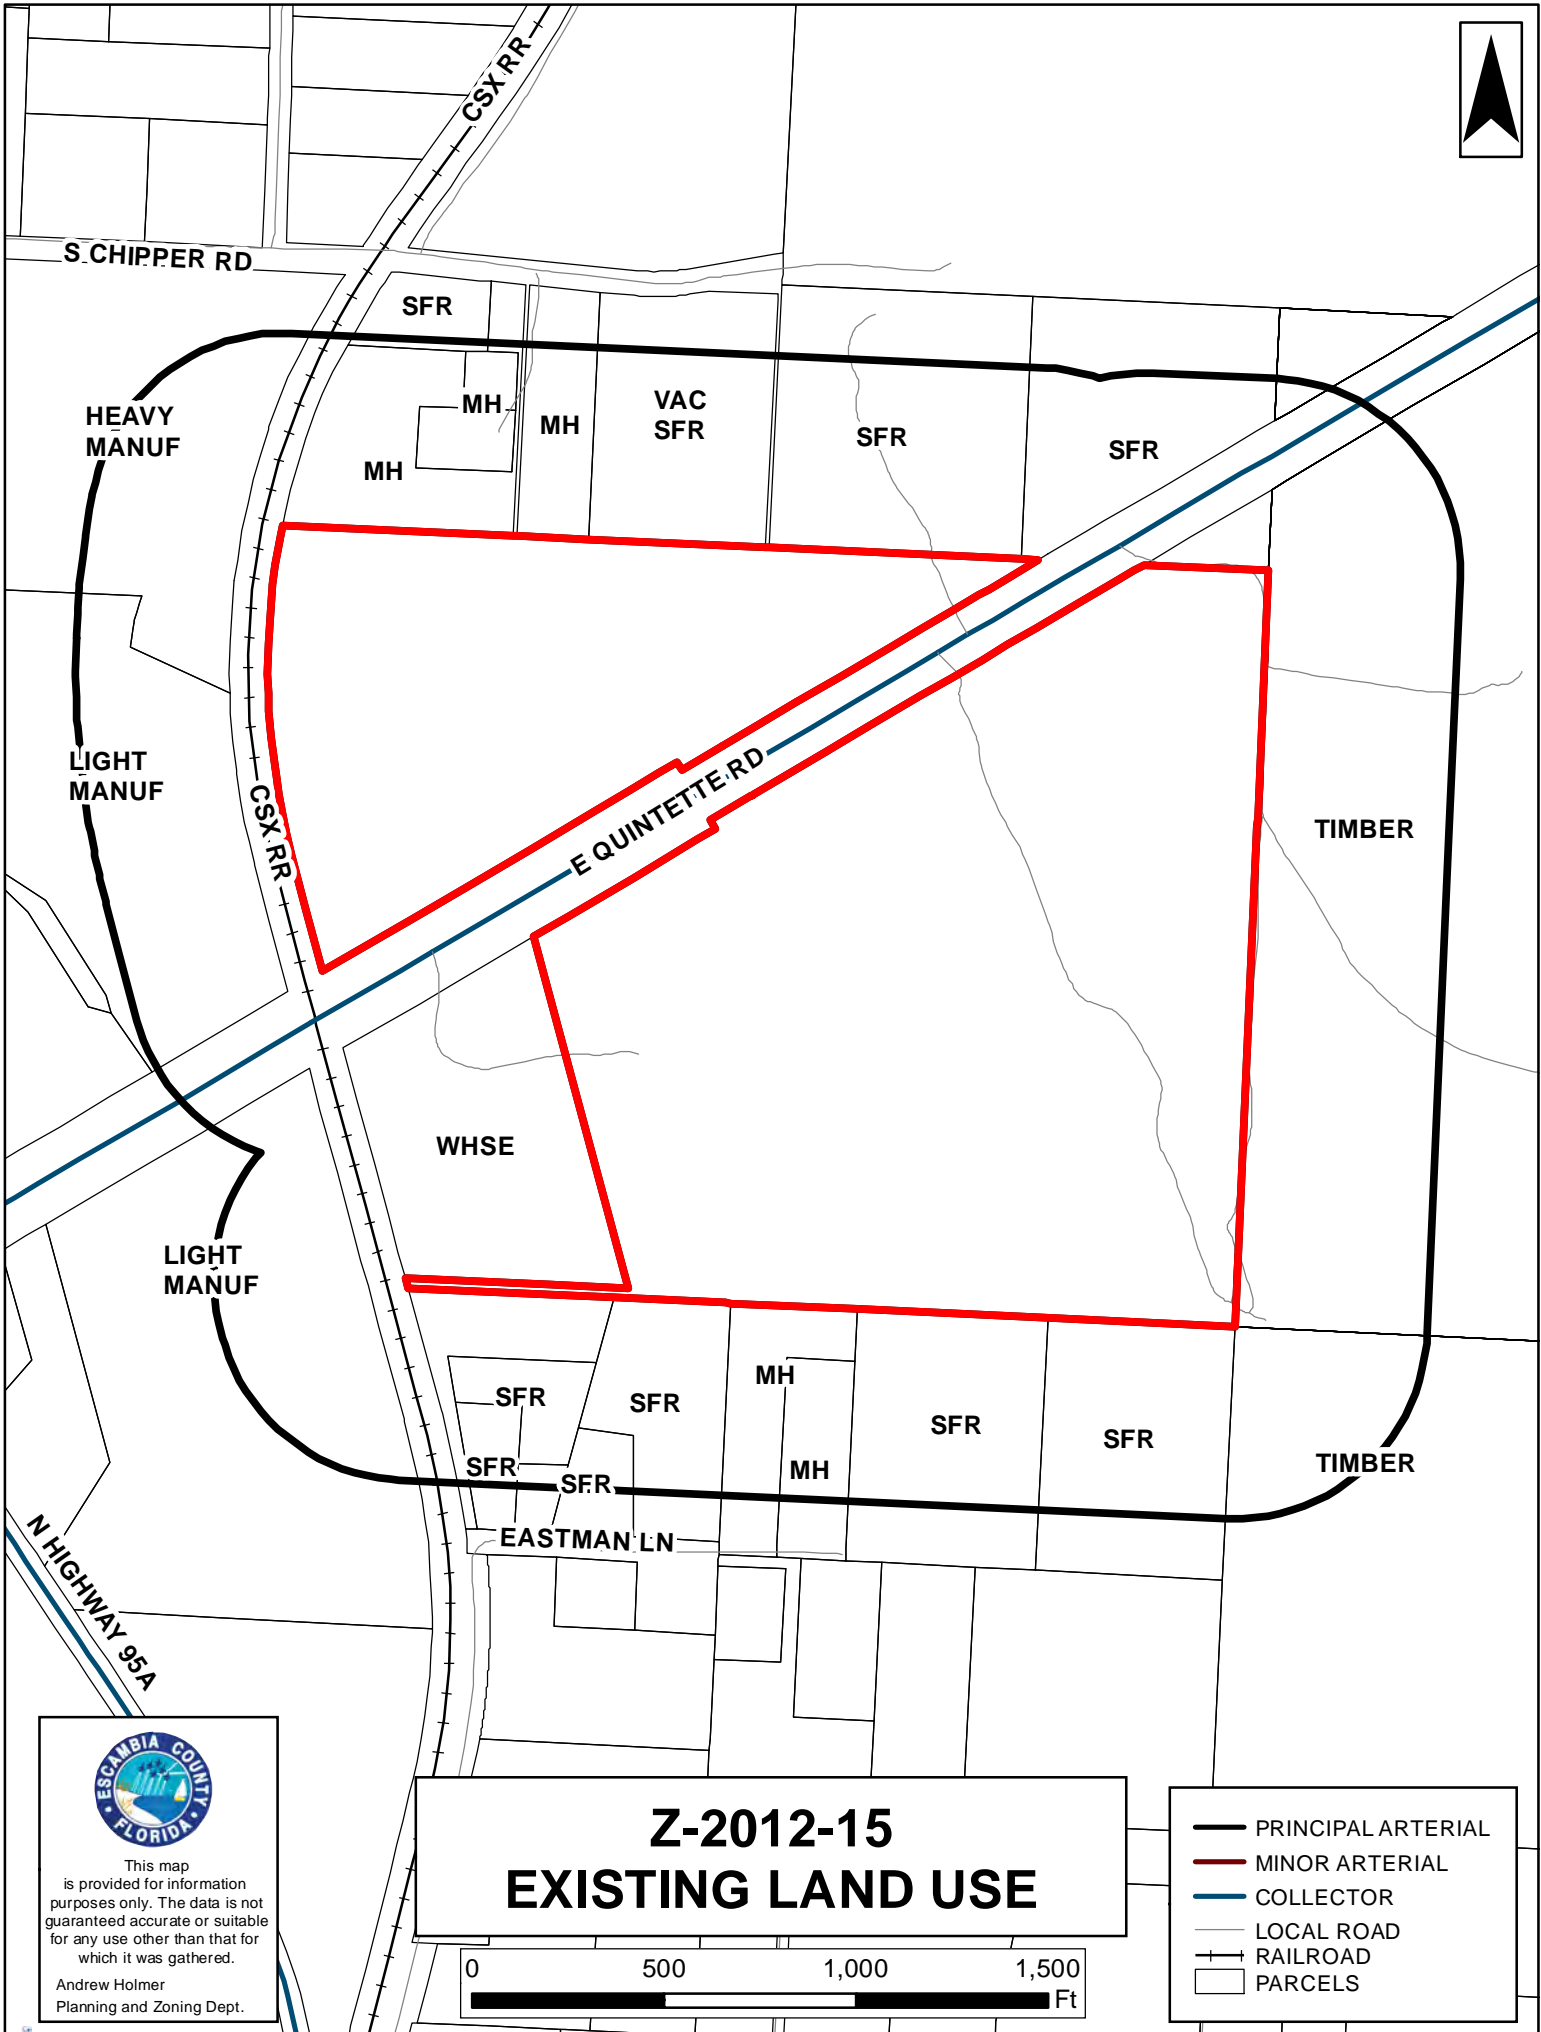 CSX RR
S CHIPPER RD
SFR
HEAVY
MANUF
MH
MH
MH
VAC
SFR
SFR
SFR
LIGHT
MANUF
CSX RR
E QUINTETTE RD
TIMBER
WHSE
LIGHT
MANUF
SFR
SFR
MH
SFR
SFR
SFR
SFR
MH
TIMBER
EASTMAN LN
N HIGHWAY 95A
ESCAMBIA COUNTY
FLORIDA
This map
is provided for information
purposes only. The data is not
guaranteed accurate or suitable
for any use other than that for
which it was gathered.
Andrew Holmer
Planning and Zoning Dept.
Z-2012-15
EXISTING LAND USE
0 500 1,000 1,500
Ft
PRINCIPAL ARTERIAL
MINOR ARTERIAL
COLLECTOR
LOCAL ROAD
RAILROAD
PARCELS